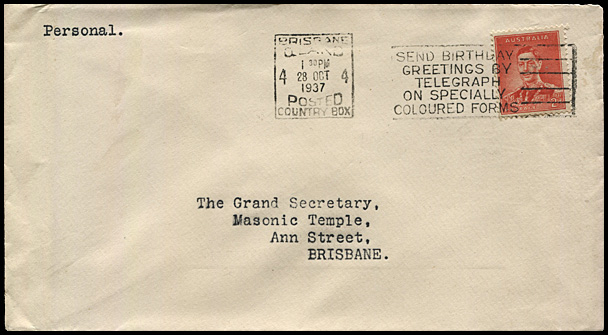 Personal.
BRISBANE
Q'LAND
1 30PM
4 28 OCT 4
1937
POSTED
COUNTRY BOX
SEND BIRTHDAY
GREETINGS BY
TELEGRAPH
ON SPECIALLY
COLOURED FORMS
AUSTRALIA
The Grand Secretary,
Masonic Temple,
Ann Street,
BRISBANE.